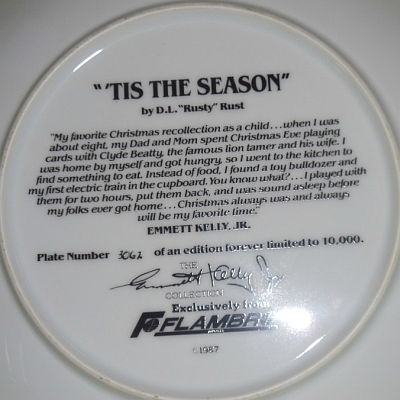 " 'TIS THE SEASON"
by D.L. "Rusty" Rust
"My favorite Christmas recollection as a child...when I was
about eight, my Dad and Mom spent Christmas Eve playing
cards with Clyde Beatty, the famous lion tamer and his wife. I
was home by myself and got hungry, so I went to the kitchen to
find something to eat. Instead of food, I found a toy bulldozer and
my first electric train in the cupboard. You know what?...I played with
them for two hours, put them back, and was sound asleep before
my folks ever got home...Christmas always was and always
will be my favorite time."
EMMETT KELLY, JR.
Plate Number 3062 of an edition forever limited to 10,000.
THE
Emmett Kelly Jr.
COLLECTION
Exclusively from
FLAMBRO
©1987